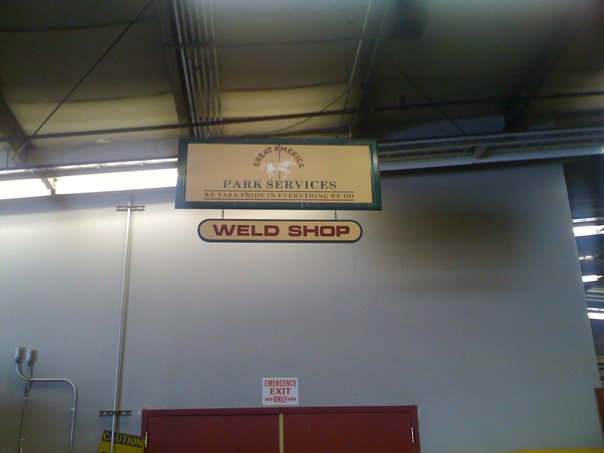 GREAT AMERICA
PARK SERVICES
WE TAKE PRIDE IN EVERYTHING WE DO
WELD SHOP
EMERGENCY
EXIT
ONLY
CAUTION